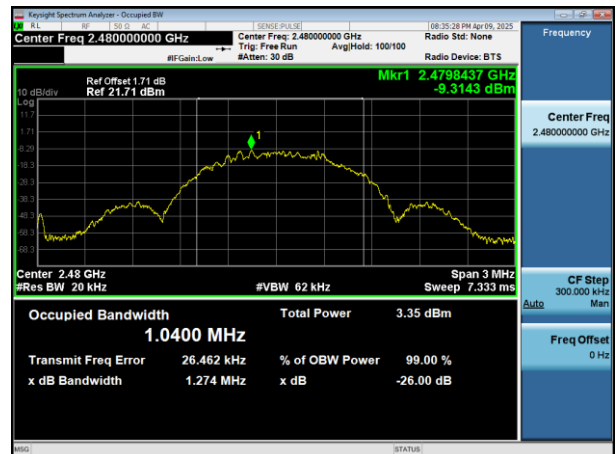 Keysight Spectrum Analyzer - Occupied BW
RL RF 50 Ω AC SENSE:PULSE 08:35:28 PM Apr 09, 2025
Center Freq 2.480000000 GHz Center Freq: 2.480000000 GHz Radio Std: None
Trig: Free Run Avg|Hold: 100/100
#IFGain:Low #Atten: 30 dB Radio Device: BTS
Frequency
Ref Offset 1.71 dB Mkr1 2.4798437 GHz
10 dB/div Ref 21.71 dBm -9.3143 dBm
Log
11.7
1.71
-8.29
-18.3
-28.3
-38.3
-48.3
-58.3
-68.3
1
Center 2.48 GHz Span 3 MHz
#Res BW 20 kHz #VBW 62 kHz Sweep 7.333 ms
Occupied Bandwidth Total Power 3.35 dBm
1.0400 MHz
Transmit Freq Error 26.462 kHz % of OBW Power 99.00 %
x dB Bandwidth 1.274 MHz x dB -26.00 dB
Center Freq
2.480000000 GHz
CF Step
300.000 kHz
Auto Man
Freq Offset
0 Hz
MSG STATUS